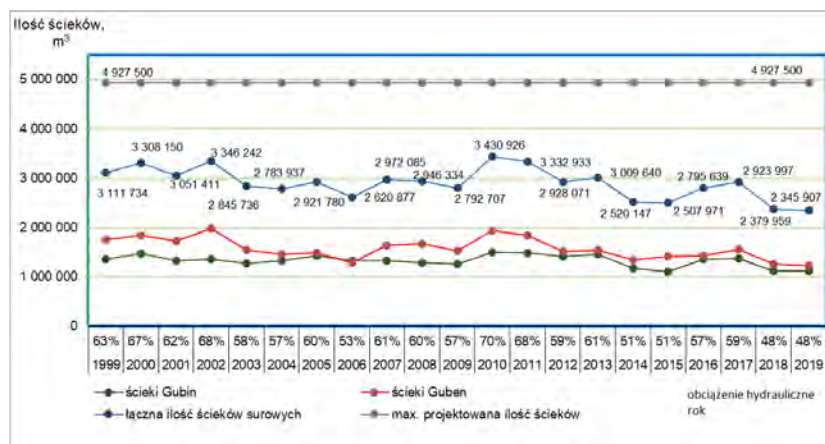 Ilość ścieków,
m³
5 000 000
4 000 000
3 000 000
2 000 000
1 000 000
0
4 927 500
4 927 500
3 111 734
3 308 150
3 051 411
3 346 242
2 845 736
2 783 937
2 921 780
2 620 877
2 972 085
2 946 334
2 792 707
3 430 926
3 332 933
2 928 071
3 009 640
2 520 147
2 507 971
2 795 639
2 923 997
2 379 959
2 345 907
63% 67% 62% 68% 58% 57% 60% 53% 61% 60% 57% 70% 68% 59% 61% 51% 51% 57% 59% 48% 48%
1999 2000 2001 2002 2003 2004 2005 2006 2007 2008 2009 2010 2011 2012 2013 2014 2015 2016 2017 2018 2019
ścieki Gubin
ścieki Guben
łączna ilość ścieków surowych
max. projektowana ilość ścieków
obciążenie hydrauliczne
rok